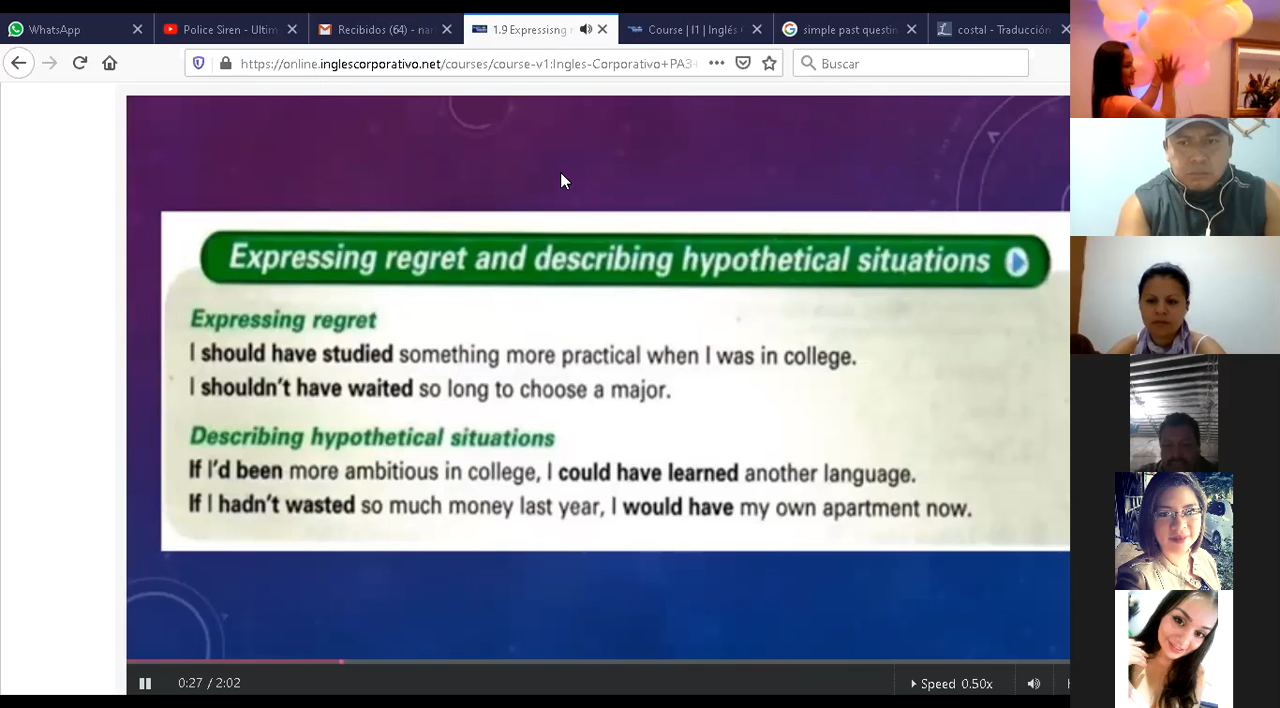 WhatsApp
Police Siren - Ultim
Recibidos (64) - nar
1.9 Expressisng r
Course | I1 | Inglés
simple past questin
costal - Traducción
https://online.inglescorporativo.net/courses/course-v1:Ingles-Corporativo+PA3
Buscar
Expressing regret and describing hypothetical situations
Expressing regret
I should have studied something more practical when I was in college.
I shouldn't have waited so long to choose a major.
Describing hypothetical situations
If I'd been more ambitious in college, I could have learned another language.
If I hadn't wasted so much money last year, I would have my own apartment now.
0:27 / 2:02
Speed 0.50x